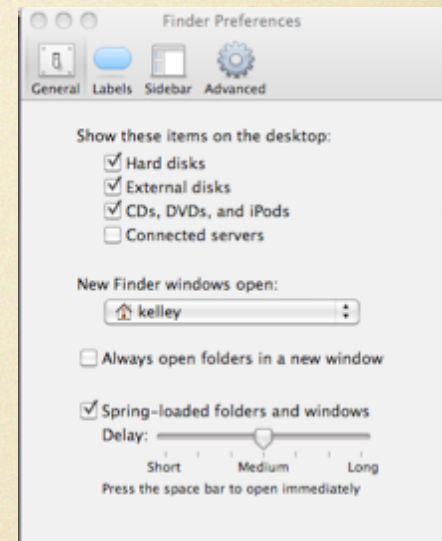 Finder Preferences
General Labels Sidebar Advanced
Show these items on the desktop:
Hard disks
External disks
CDs, DVDs, and iPods
Connected servers
New Finder windows open:
kelley
Always open folders in a new window
Spring-loaded folders and windows
Delay:
Short Medium Long
Press the space bar to open immediately